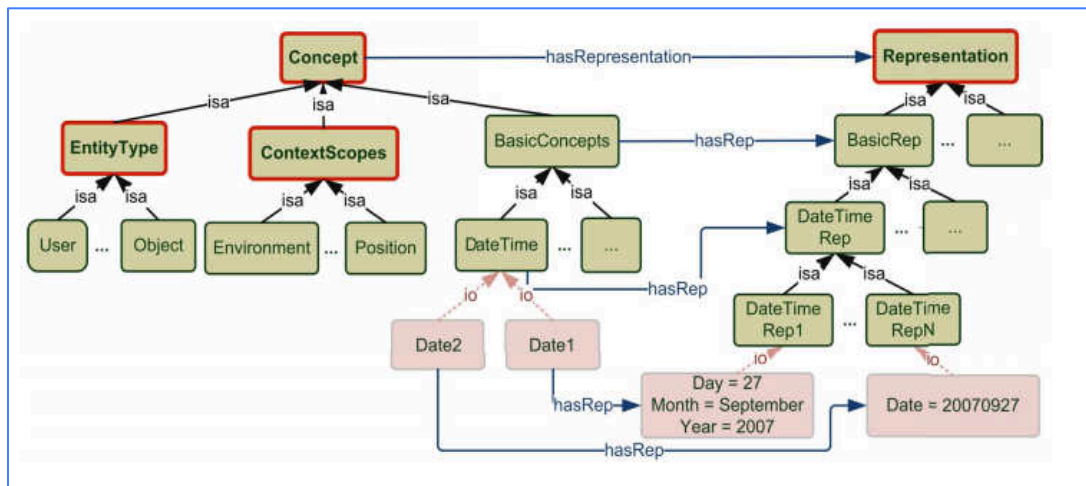 Concept
hasRepresentation
Representation
isa
isa
isa
isa
isa
EntityType
ContextScopes
BasicConcepts
hasRep
BasicRep
...
...
isa
isa
isa
isa
isa
isa
isa
isa
User
...
Object
Environment
...
Position
DateTime
...
...
DateTime
Rep
...
...
hasRep
isa
isa
io
io
DateTime
Rep1
...
DateTime
RepN
Date2
Date1
io
io
hasRep
Day = 27
Month = September
Year = 2007
Date = 20070927
hasRep